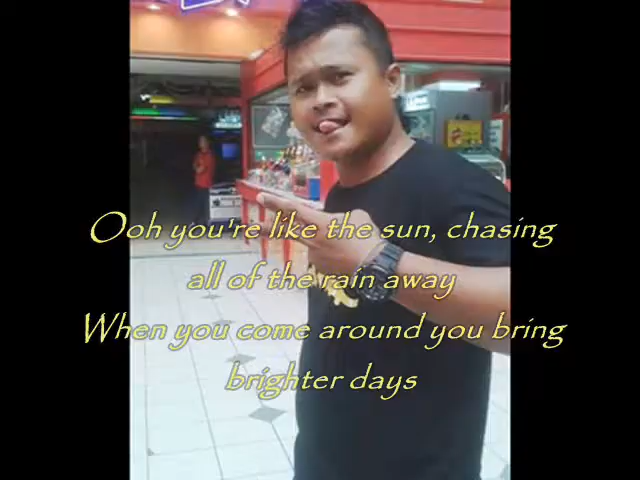 Ooh you're like the sun, chasing
all of the rain away
When you come around you bring
brighter days